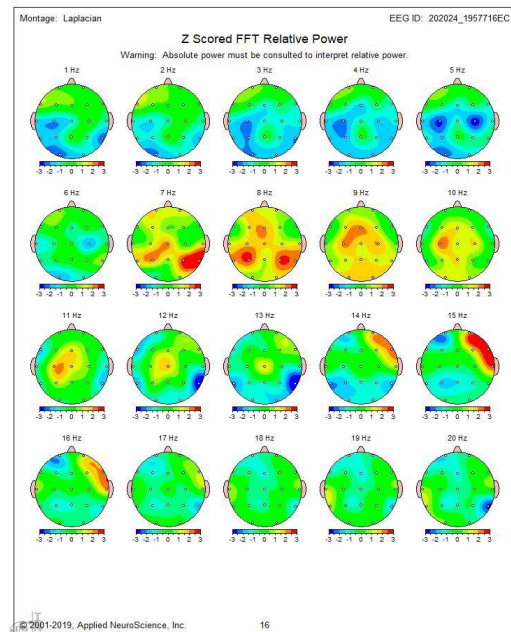 Montage: Laplacian EEG ID: 202024_1957716EC
Z Scored FFT Relative Power
Warning: Absolute power must be consulted to interpret relative power.
1 Hz 2 Hz 3 Hz 4 Hz 5 Hz
-3 -2 -1 0 1 2 3 -3 -2 -1 0 1 2 3 -3 -2 -1 0 1 2 3 -3 -2 -1 0 1 2 3 -3 -2 -1 0 1 2 3
6 Hz 7 Hz 8 Hz 9 Hz 10 Hz
-3 -2 -1 0 1 2 3 -3 -2 -1 0 1 2 3 -3 -2 -1 0 1 2 3 -3 -2 -1 0 1 2 3 -3 -2 -1 0 1 2 3
11 Hz 12 Hz 13 Hz 14 Hz 15 Hz
-3 -2 -1 0 1 2 3 -3 -2 -1 0 1 2 3 -3 -2 -1 0 1 2 3 -3 -2 -1 0 1 2 3 -3 -2 -1 0 1 2 3
16 Hz 17 Hz 18 Hz 19 Hz 20 Hz
-3 -2 -1 0 1 2 3 -3 -2 -1 0 1 2 3 -3 -2 -1 0 1 2 3 -3 -2 -1 0 1 2 3 -3 -2 -1 0 1 2 3
© 2001-2019, Applied NeuroScience, Inc. 16